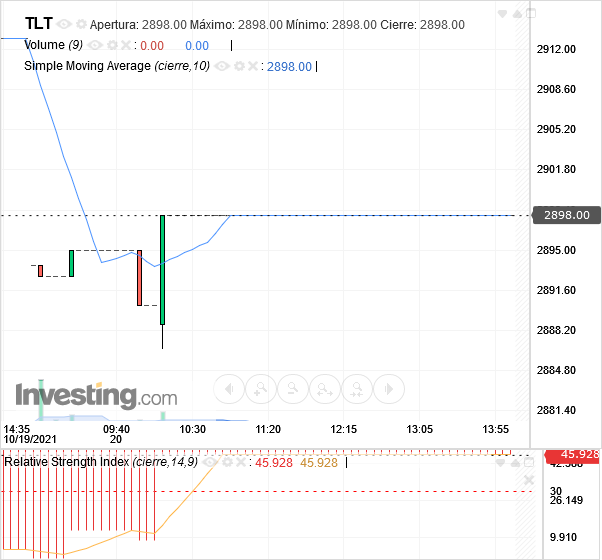 TLT Apertura: 2898.00 Máximo: 2898.00 Mínimo: 2898.00 Cierre: 2898.00
Volume (9) : 0.00 0.00
Simple Moving Average (cierre,10) : 2898.00
2912.00
2908.60
2905.20
2901.80
2898.00
2895.00
2891.60
2888.20
2884.80
2881.40
Investing.com
14:35 09:40 10:30 11:20 12:15 13:05 13:55
10/19/2021 20
Relative Strength Index (cierre,14,9) : 45.928 45.928
45.928
30
26.149
9.910